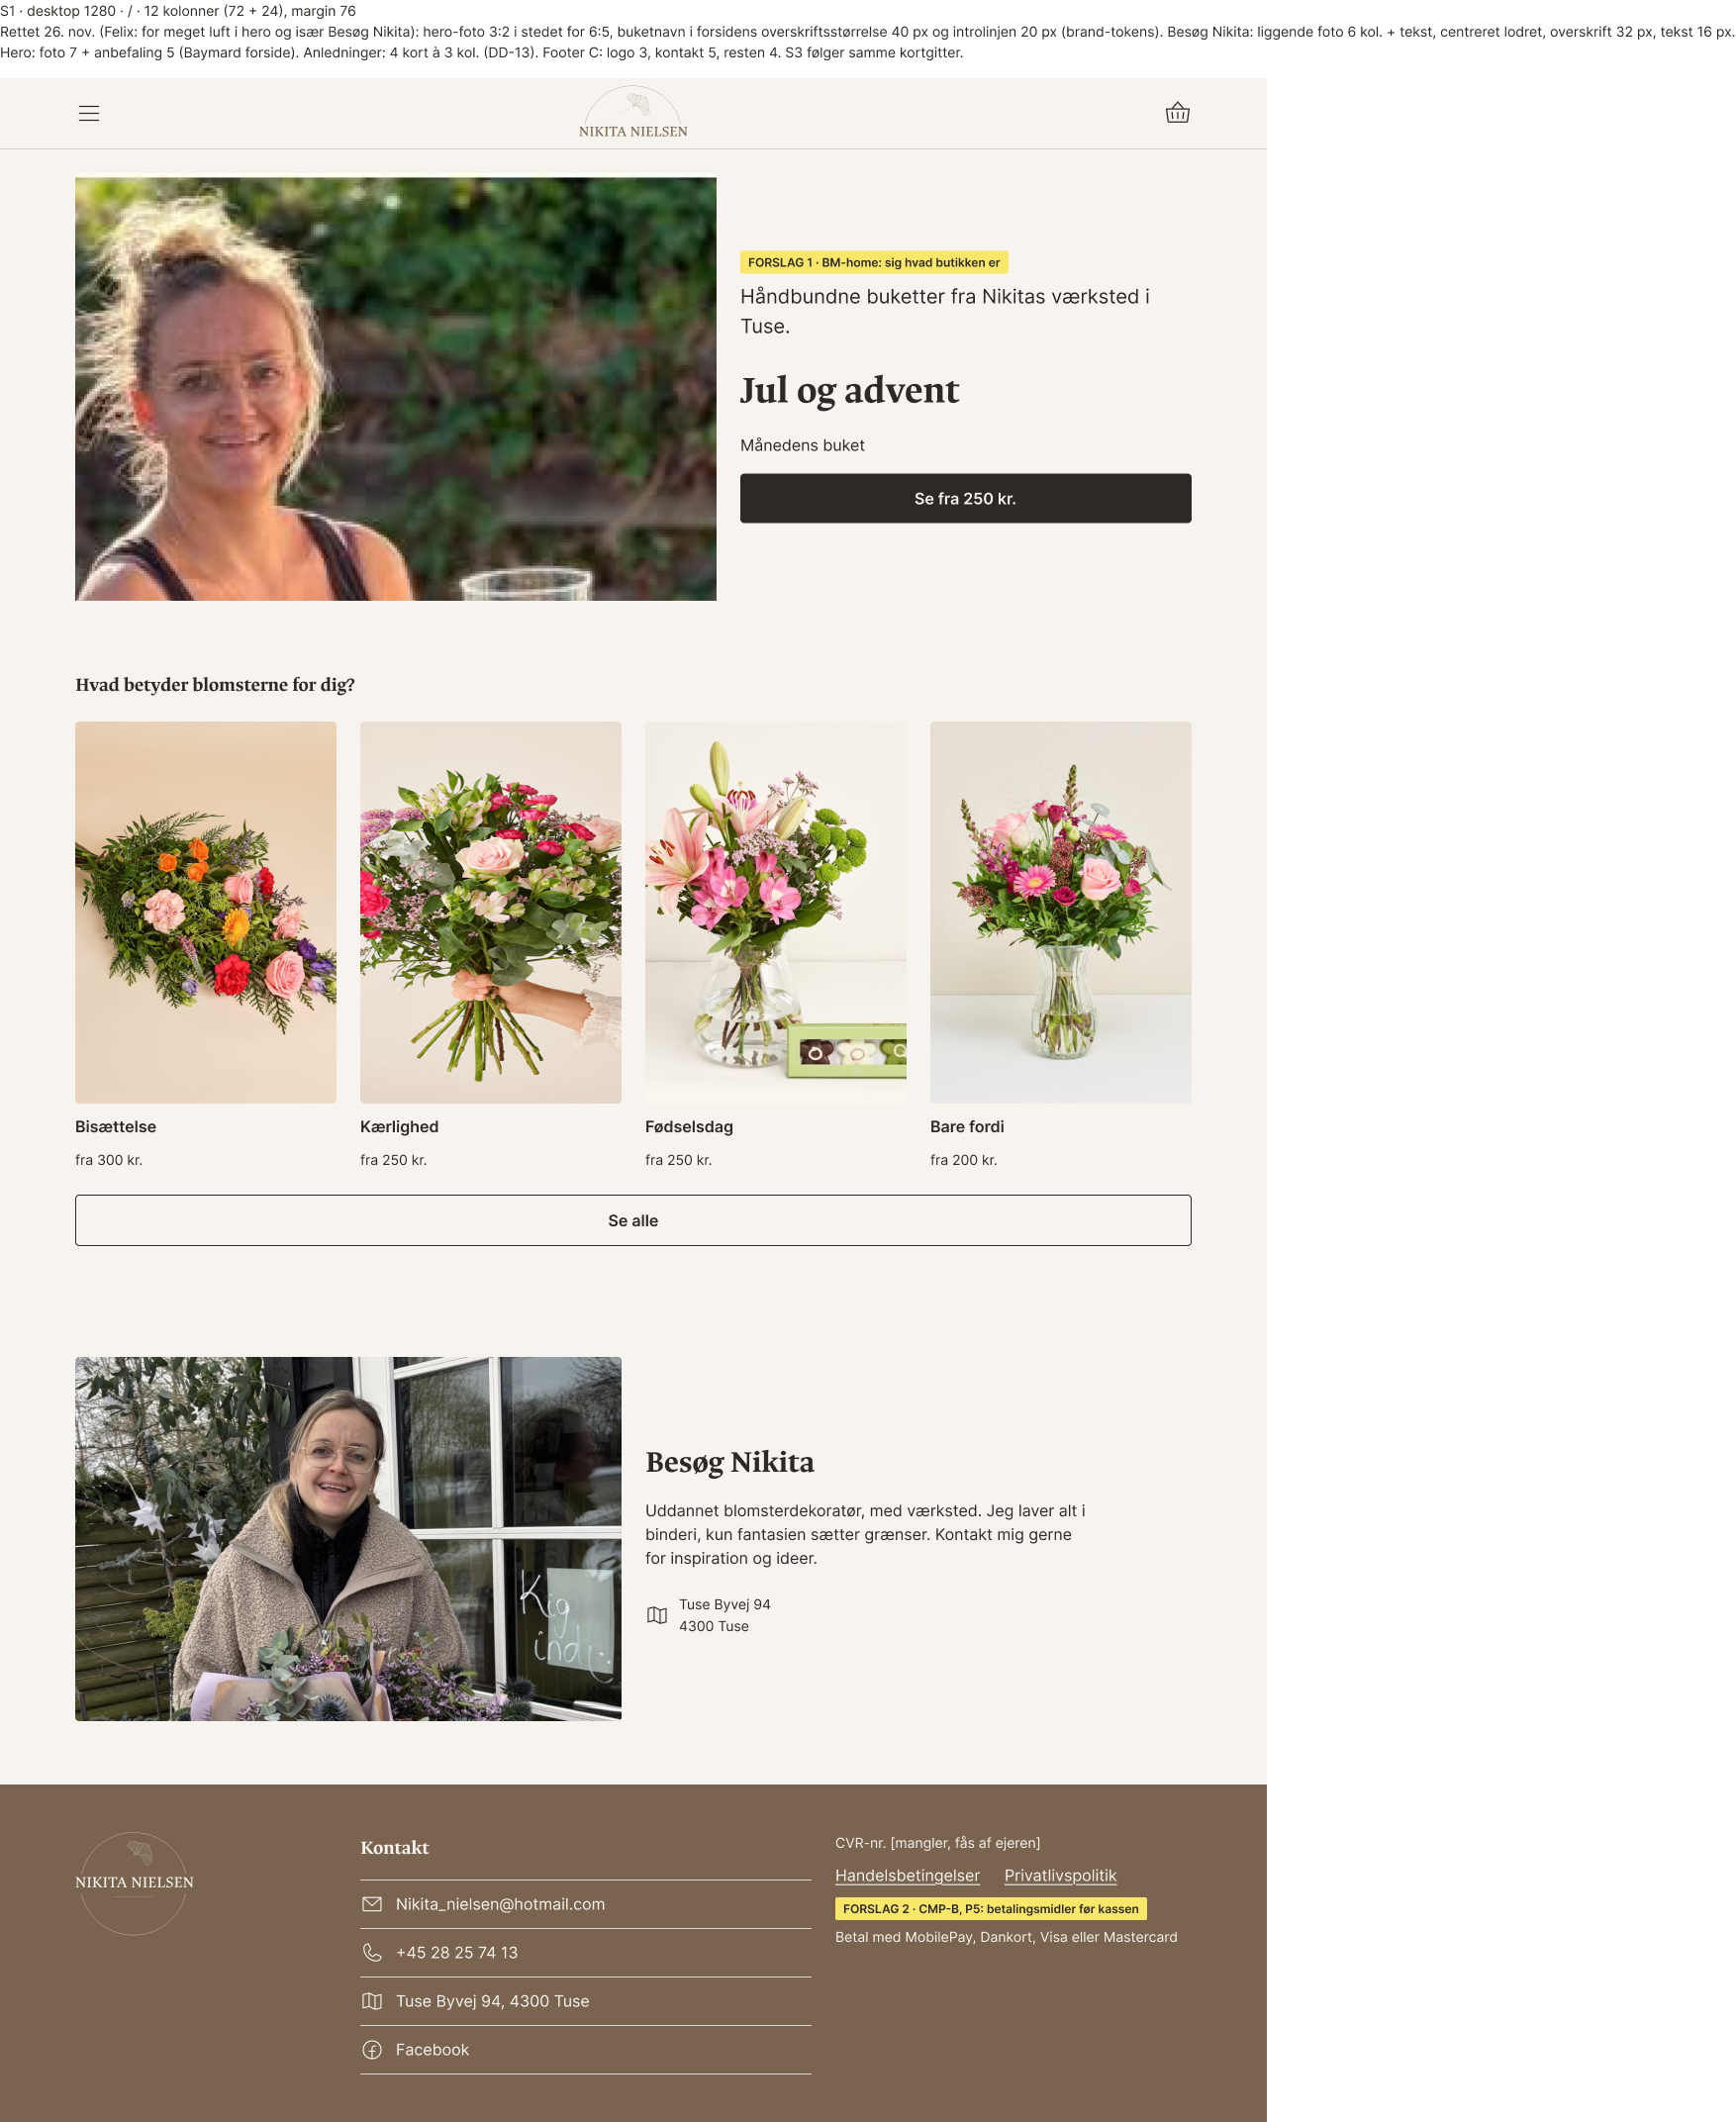 S1 · desktop 1280 · / · 12 kolonner (72 + 24), margin 76
Rettet 26. nov. (Felix: for meget luft i hero og især Besøg Nikita): hero-foto 3:2 i stedet for 6:5, buketnavn i forsidens overskriftsstørrelse 40 px og introlinjen 20 px (brand-tokens). Besøg Nikita: liggende foto 6 kol. + tekst, centreret lodret, overskrift 32 px, tekst 16 px.
Hero: foto 7 + anbefaling 5 (Baymard forside). Anledninger: 4 kort à 3 kol. (DD-13). Footer C: logo 3, kontakt 5, resten 4. S3 følger samme kortgitter.
NIKITA NIELSEN
FORSLAG 1 · BM-home: sig hvad butikken er
Håndbundne buketter fra Nikitas værksted i
Tuse.
Jul og advent
Månedens buket
Se fra 250 kr.
Hvad betyder blomsterne for dig?
Bisættelse
fra 300 kr.
Kærlighed
fra 250 kr.
Fødselsdag
fra 250 kr.
Bare fordi
fra 200 kr.
Se alle
Kig
ind
Besøg Nikita
Uddannet blomsterdekoratør, med værksted. Jeg laver alt i
binderi, kun fantasien sætter grænser. Kontakt mig gerne
for inspiration og ideer.
Tuse Byvej 94
4300 Tuse
NIKITA NIELSEN
Kontakt
Nikita_nielsen@hotmail.com
+45 28 25 74 13
Tuse Byvej 94, 4300 Tuse
Facebook
CVR-nr. [mangler, fås af ejeren]
Handelsbetingelser Privatlivspolitik
FORSLAG 2 · CMP-B, P5: betalingsmidler før kassen
Betal med MobilePay, Dankort, Visa eller Mastercard